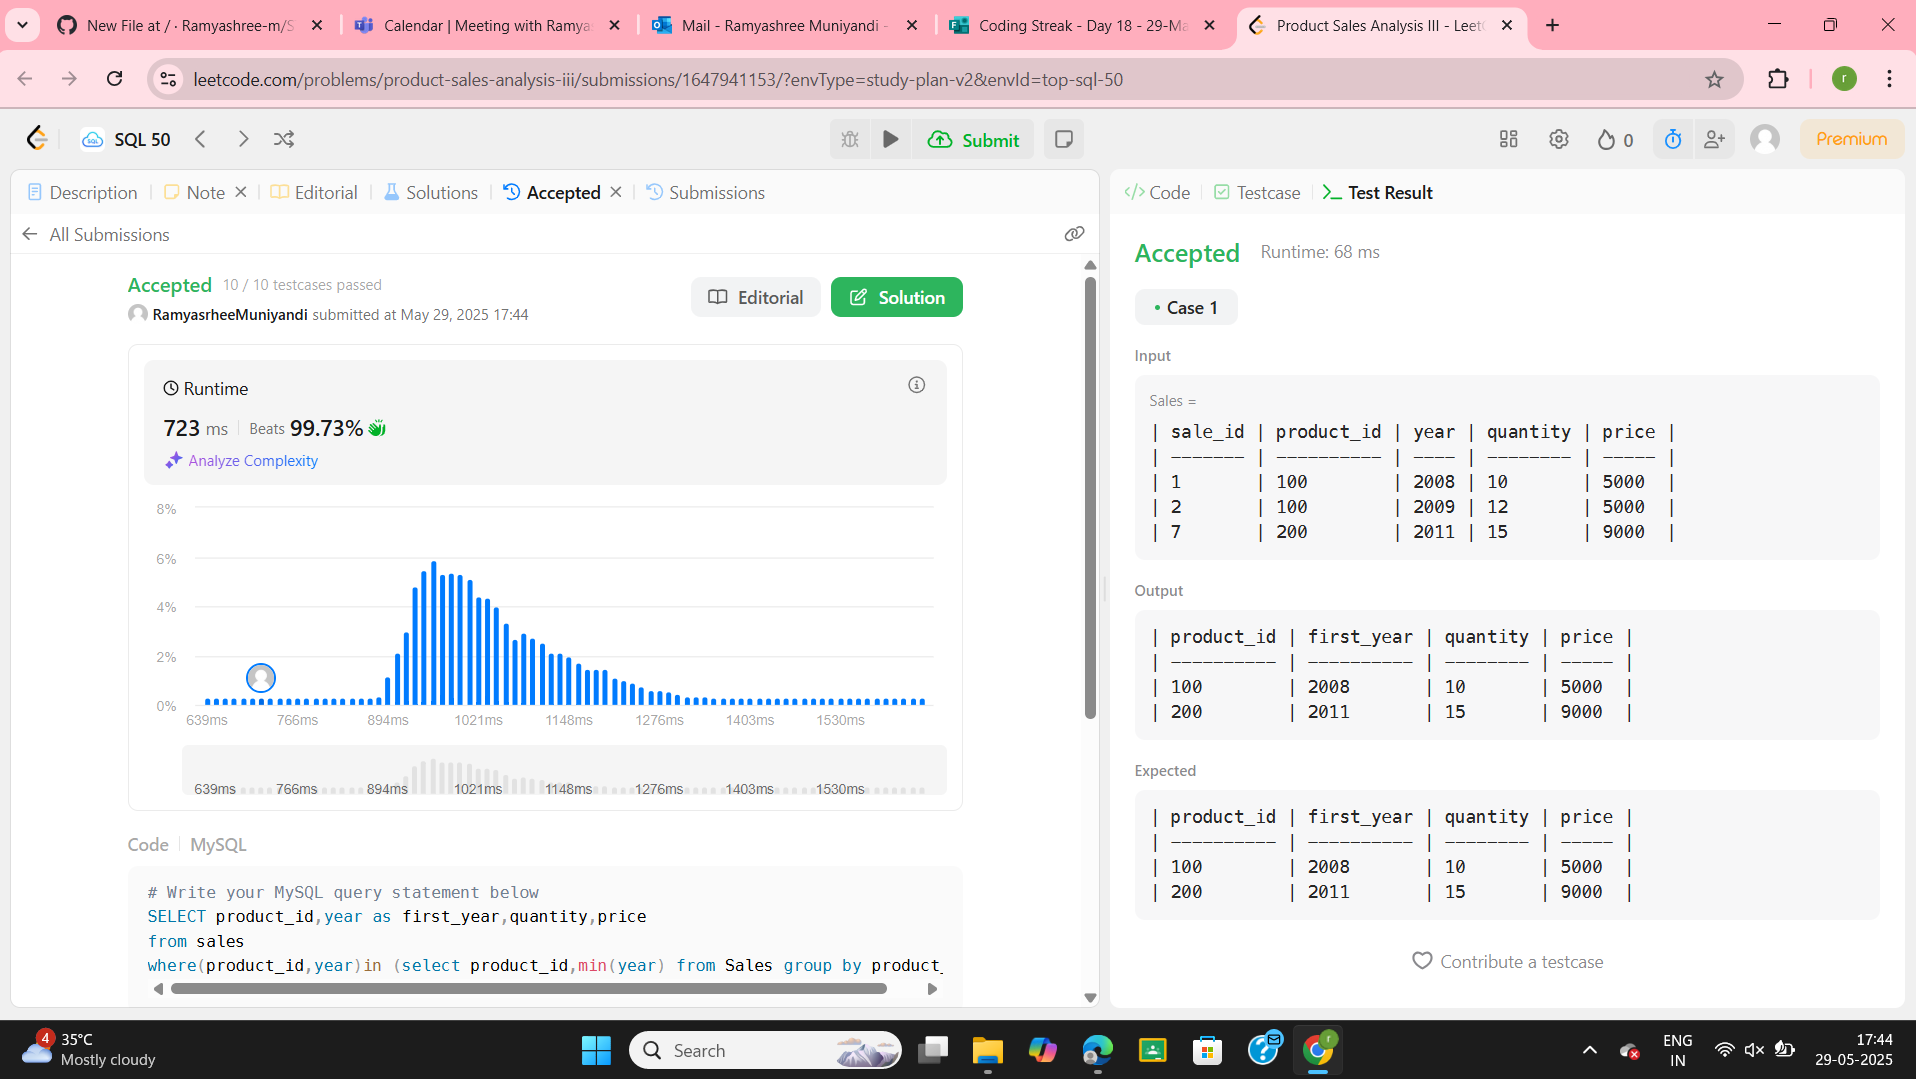 New File at / · Ramyashree-m/S
Calendar | Meeting with Ramya
Mail - Ramyashree Muniyandi -
Coding Streak - Day 18 - 29-Ma
Product Sales Analysis III - Leet
leetcode.com/problems/product-sales-analysis-iii/submissions/1647941153/?envType=study-plan-v2&envId=top-sql-50
r
SQL 50
Submit
0
Premium
Description
Note
Editorial
Solutions
Accepted
Submissions
Code
Testcase
Test Result
All Submissions
Accepted 10 / 10 testcases passed
RamyasrheeMuniyandi submitted at May 29, 2025 17:44
Editorial
Solution
Runtime
723 ms Beats 99.73%
Analyze Complexity
8%
6%
4%
2%
0%
639ms 766ms 894ms 1021ms 1148ms 1276ms 1403ms 1530ms
639ms 766ms 894ms 1021ms 1148ms 1276ms 1403ms 1530ms
Code MySQL
# Write your MySQL query statement below
SELECT product_id,year as first_year,quantity,price
from sales
where(product_id,year)in (select product_id,min(year) from Sales group by product_
Accepted Runtime: 68 ms
Case 1
Input
Sales =
| sale_id | product_id | year | quantity | price |
| ------- | ---------- | ---- | -------- | ----- |
| 1 | 100 | 2008 | 10 | 5000 |
| 2 | 100 | 2009 | 12 | 5000 |
| 7 | 200 | 2011 | 15 | 9000 |
Output
| product_id | first_year | quantity | price |
| ---------- | ---------- | -------- | ----- |
| 100 | 2008 | 10 | 5000 |
| 200 | 2011 | 15 | 9000 |
Expected
| product_id | first_year | quantity | price |
| ---------- | ---------- | -------- | ----- |
| 100 | 2008 | 10 | 5000 |
| 200 | 2011 | 15 | 9000 |
Contribute a testcase
4
35°C
Mostly cloudy
Search
r
ENG
IN
17:44
29-05-2025